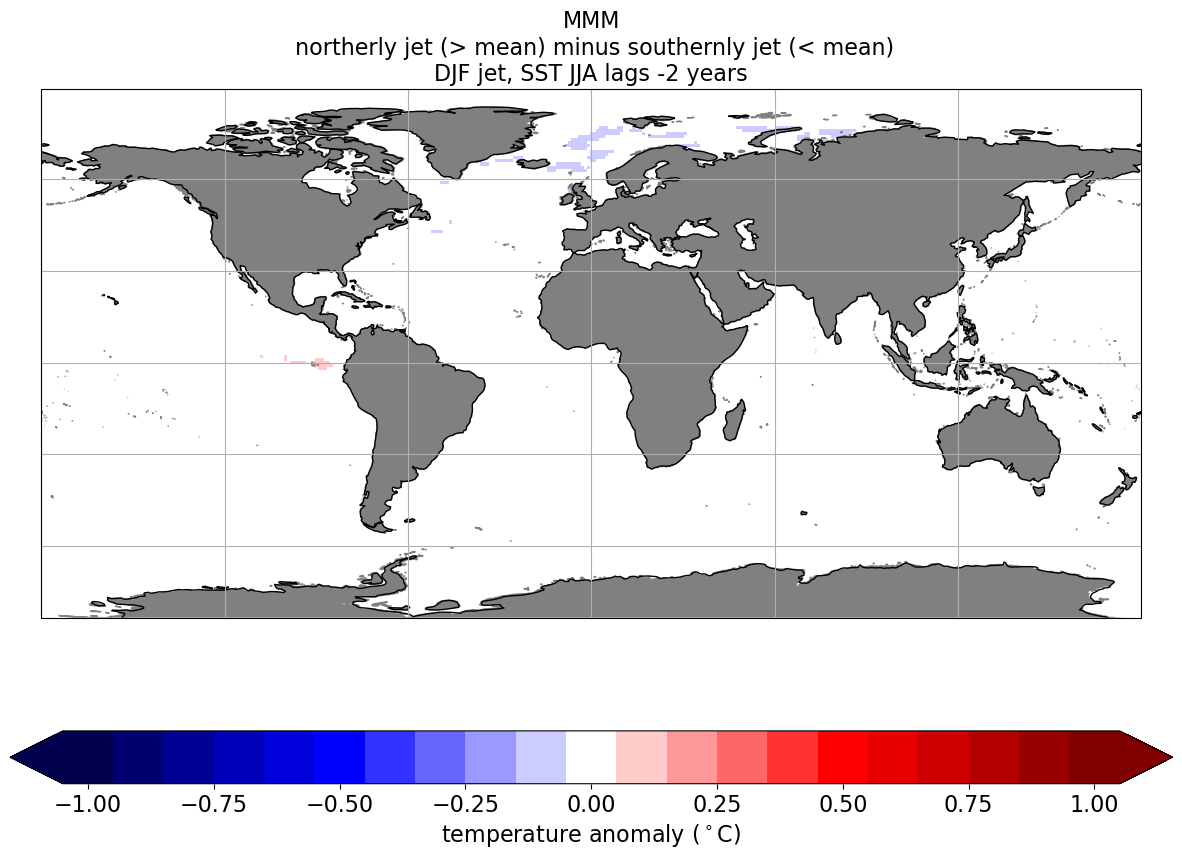 MMM
northerly jet (> mean) minus southernly jet (< mean)
DJF jet, SST JJA lags -2 years
−1.00 −0.75 −0.50 −0.25 0.00 0.25 0.50 0.75 1.00
temperature anomaly (°C)